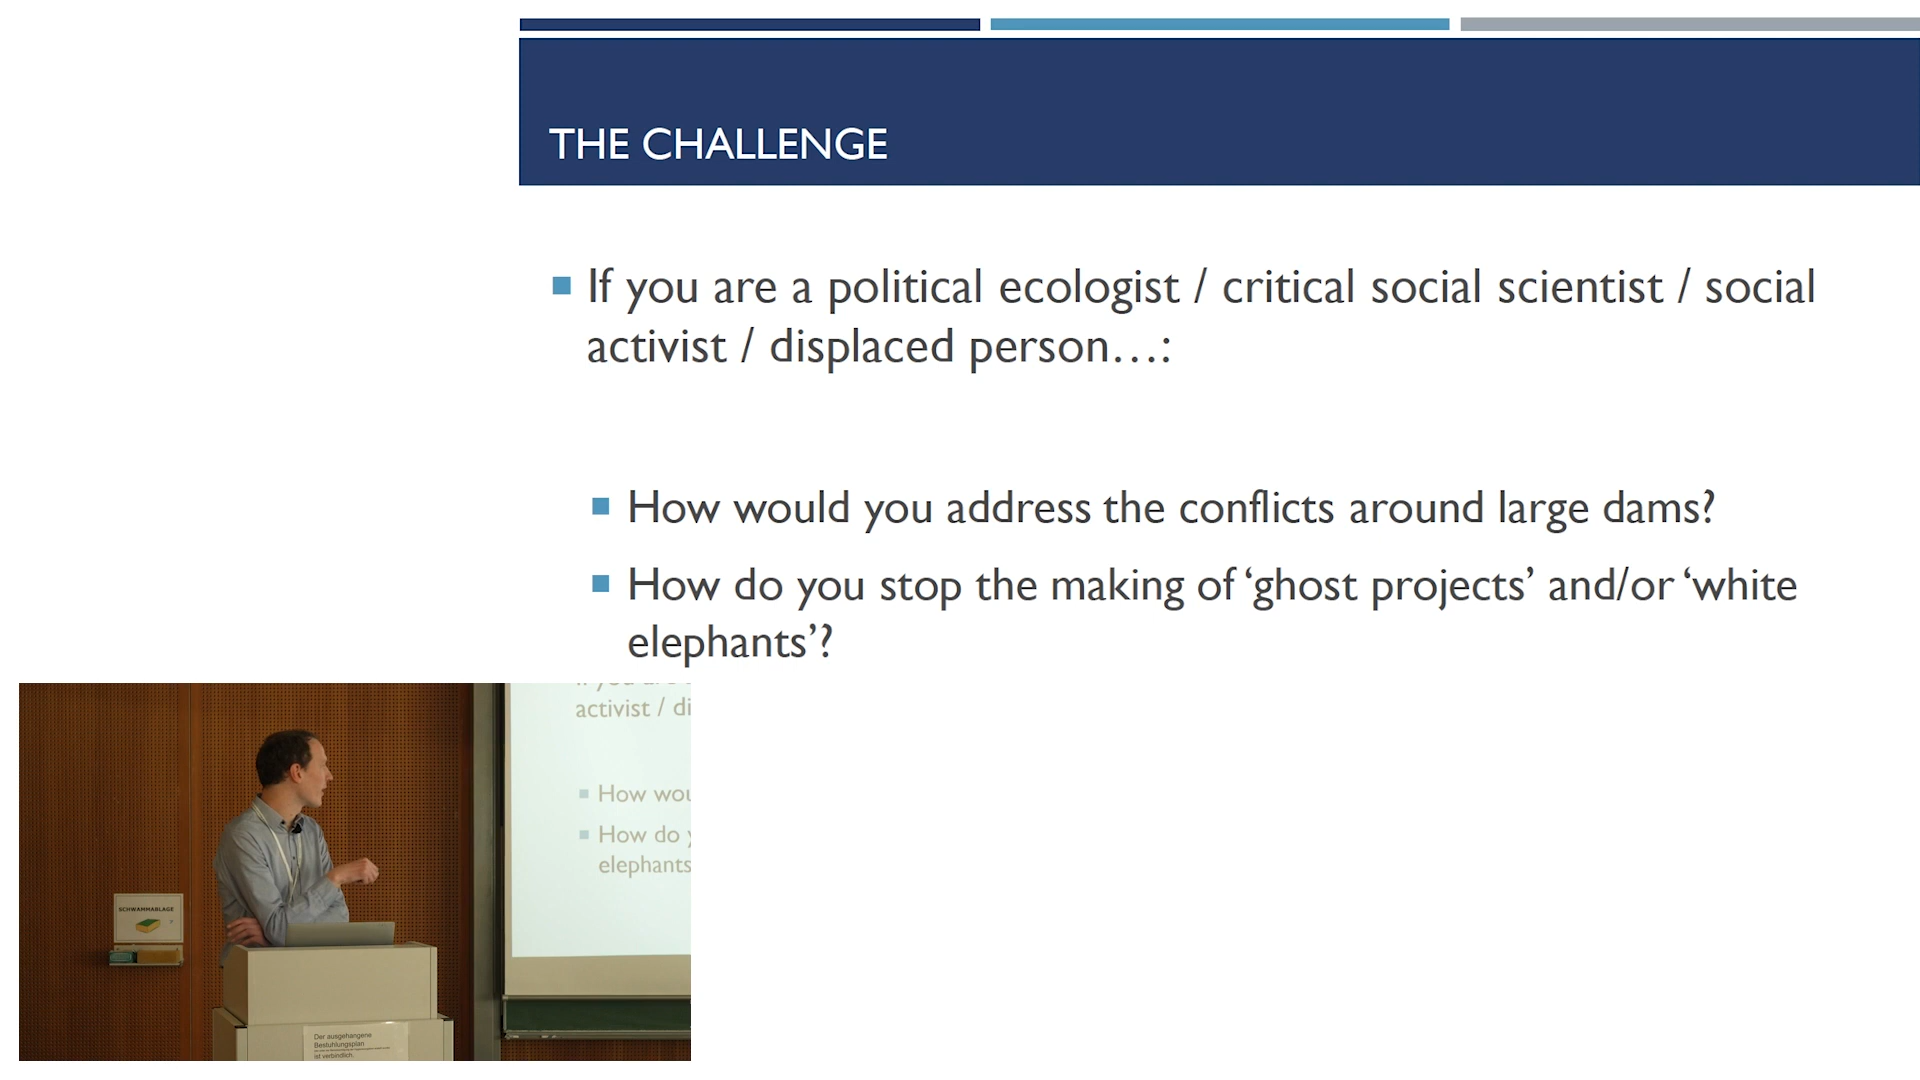 THE CHALLENGE
If you are a political ecologist / critical social scientist / social
activist / displaced person…:
How would you address the conflicts around large dams?
How do you stop the making of ‘ghost projects’ and/or ‘white
elephants’?
activist / di
How wou
How do y
elephants
SCHWAMMABLAGE
Der ausgehängene
Bestuhlungsplan
ist verbindlich.